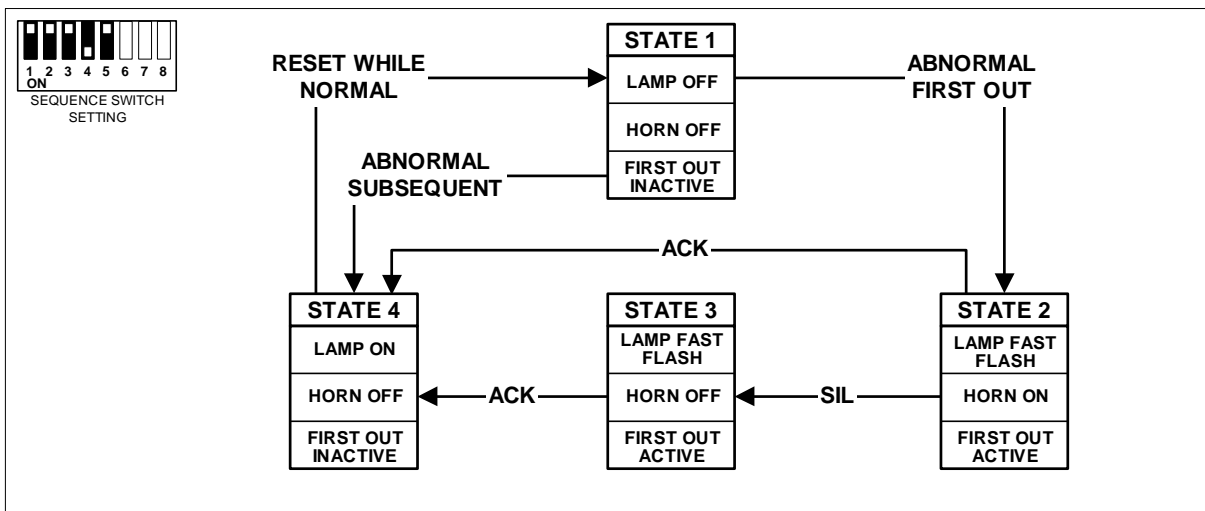 1 2 3 4 5 6 7 8
ON
SEQUENCE SWITCH
SETTING
RESET WHILE
NORMAL
STATE 1
LAMP OFF
HORN OFF
FIRST OUT
INACTIVE
ABNORMAL
FIRST OUT
ABNORMAL
SUBSEQUENT
ACK
STATE 4
LAMP ON
HORN OFF
FIRST OUT
INACTIVE
ACK
STATE 3
LAMP FAST
FLASH
HORN OFF
FIRST OUT
ACTIVE
SIL
STATE 2
LAMP FAST
FLASH
HORN ON
FIRST OUT
ACTIVE